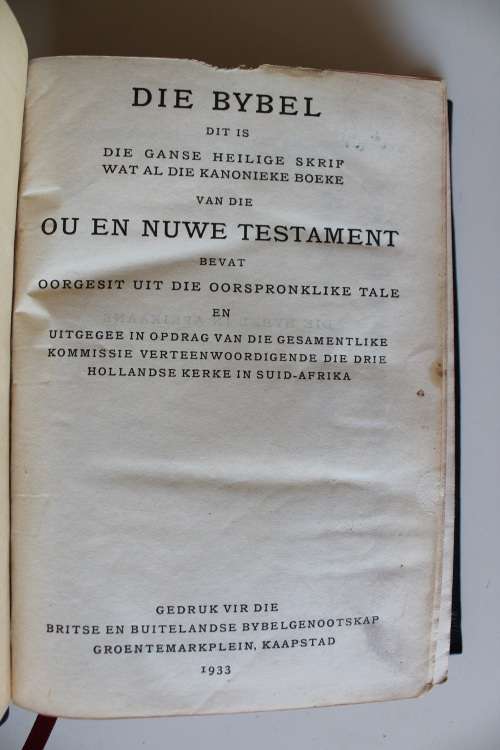 DIE BYBEL
DIT IS
DIE GANSE HEILIGE SKRIF
WAT AL DIE KANONIEKE BOEKE
VAN DIE
OU EN NUWE TESTAMENT
BEVAT
OORGESIT UIT DIE OORSPRONKLIKE TALE
EN
UITGEGEE IN OPDRAG VAN DIE GESAMENTLIKE
KOMMISSIE VERTEENWOORDIGENDE DIE DRIE
HOLLANDSE KERKE IN SUID-AFRIKA
GEDRUK VIR DIE
BRITSE EN BUITELANDSE BYBELGENOOTSKAP
GROENTEMARKPLEIN, KAAPSTAD
1933